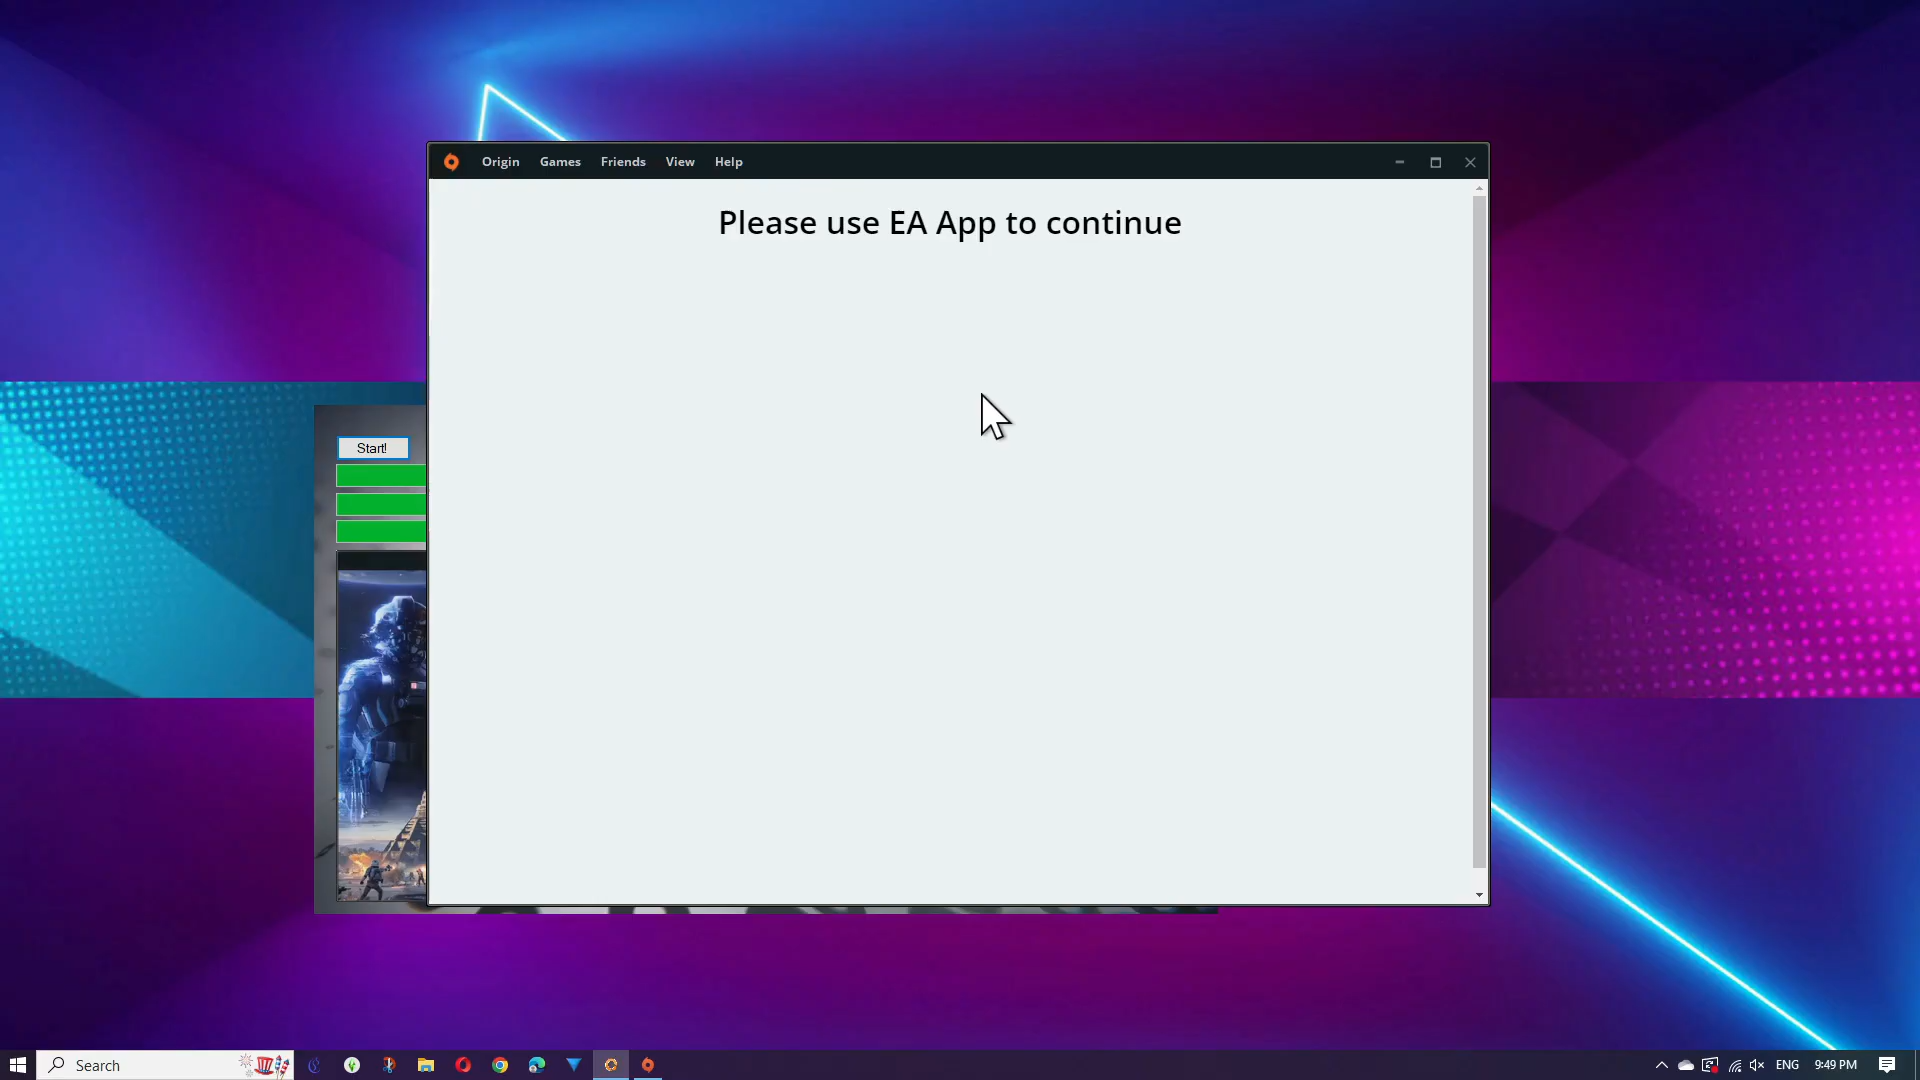 Origin Games Friends View Help
Please use EA App to continue
Start!
Search
ENG 9:49 PM